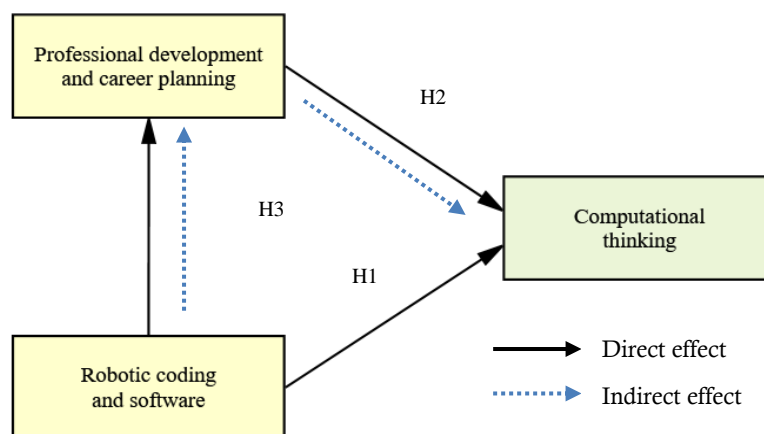 Professional development
and career planning
H2
Computational
thinking
H3
H1
Robotic coding
and software
Direct effect
Indirect effect